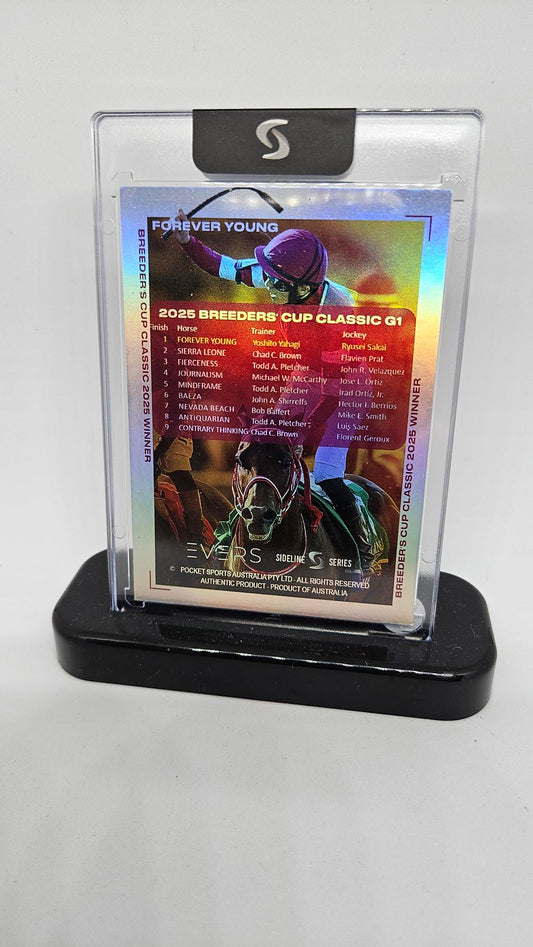 FOREVER YOUNG
BREEDER'S CUP CLASSIC 2025 WINNER
2025 BREEDERS' CUP CLASSIC G1
Finish Horse Trainer Jockey
1 FOREVER YOUNG Yoshito Yahagi Ryusei Sakai
2 SIERRA LEONE Chad C. Brown Flavien Prat
3 FIERCENESS Todd A. Pletcher John R. Velazquez
4 JOURNALISM Michael W. McCarthy Jose L. Ortiz
5 MINDFRAME Todd A. Pletcher Irad Ortiz, Jr.
6 BAEZA John A. Shirreffs Hector I. Berrios
7 NEVADA BEACH Bob Baffert Mike E. Smith
8 ANTIQUARIAN Todd A. Pletcher Luis Saez
9 CONTRARY THINKING Chad C. Brown Florent Geroux
BREEDER'S CUP CLASSIC 2025 WINNER
EVERS SIDELINE S SERIES
© POCKET SPORTS AUSTRALIA PTY LTD - ALL RIGHTS RESERVED
AUTHENTIC PRODUCT - PRODUCT OF AUSTRALIA